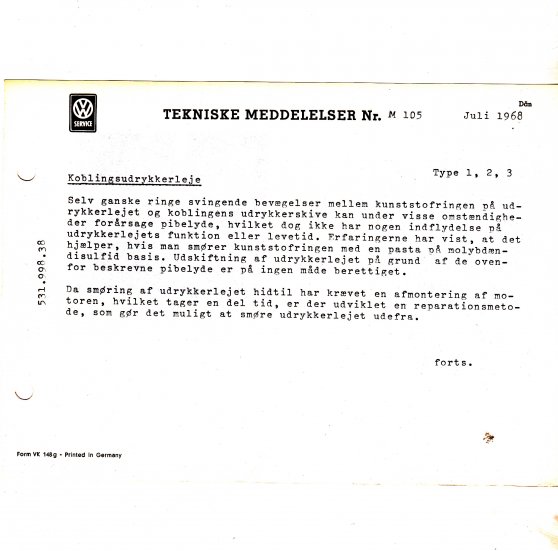 Dän
VW
SERVICE
TEKNISKE MEDDELELSER Nr. M 105 Juli 1968
Koblingsudrykkerleje Type 1, 2, 3
Selv ganske ringe svingende bevægelser mellem kunststofringen på ud-
rykkerlejet og koblingens udrykkerskive kan under visse omstændighe-
der forårsage pibelyde, hvilket dog ikke har nogen indflydelse på
udrykkerlejets funktion eller levetid. Erfaringerne har vist, at det
hjælper, hvis man smører kunststofringen med en pasta på molybdæn-
disulfid basis. Udskiftning af udrykkerlejet på grund af de oven-
for beskrevne pibelyde er på ingen måde berettiget.
Da smøring af udrykkerlejet hidtil har krævet en afmontering af mo-
toren, hvilket tager en del tid, er der udviklet en reparationsmeto-
de, som gør det muligt at smøre udrykkerlejet udefra.
forts.
531.998.38
Form VK 148g - Printed in Germany